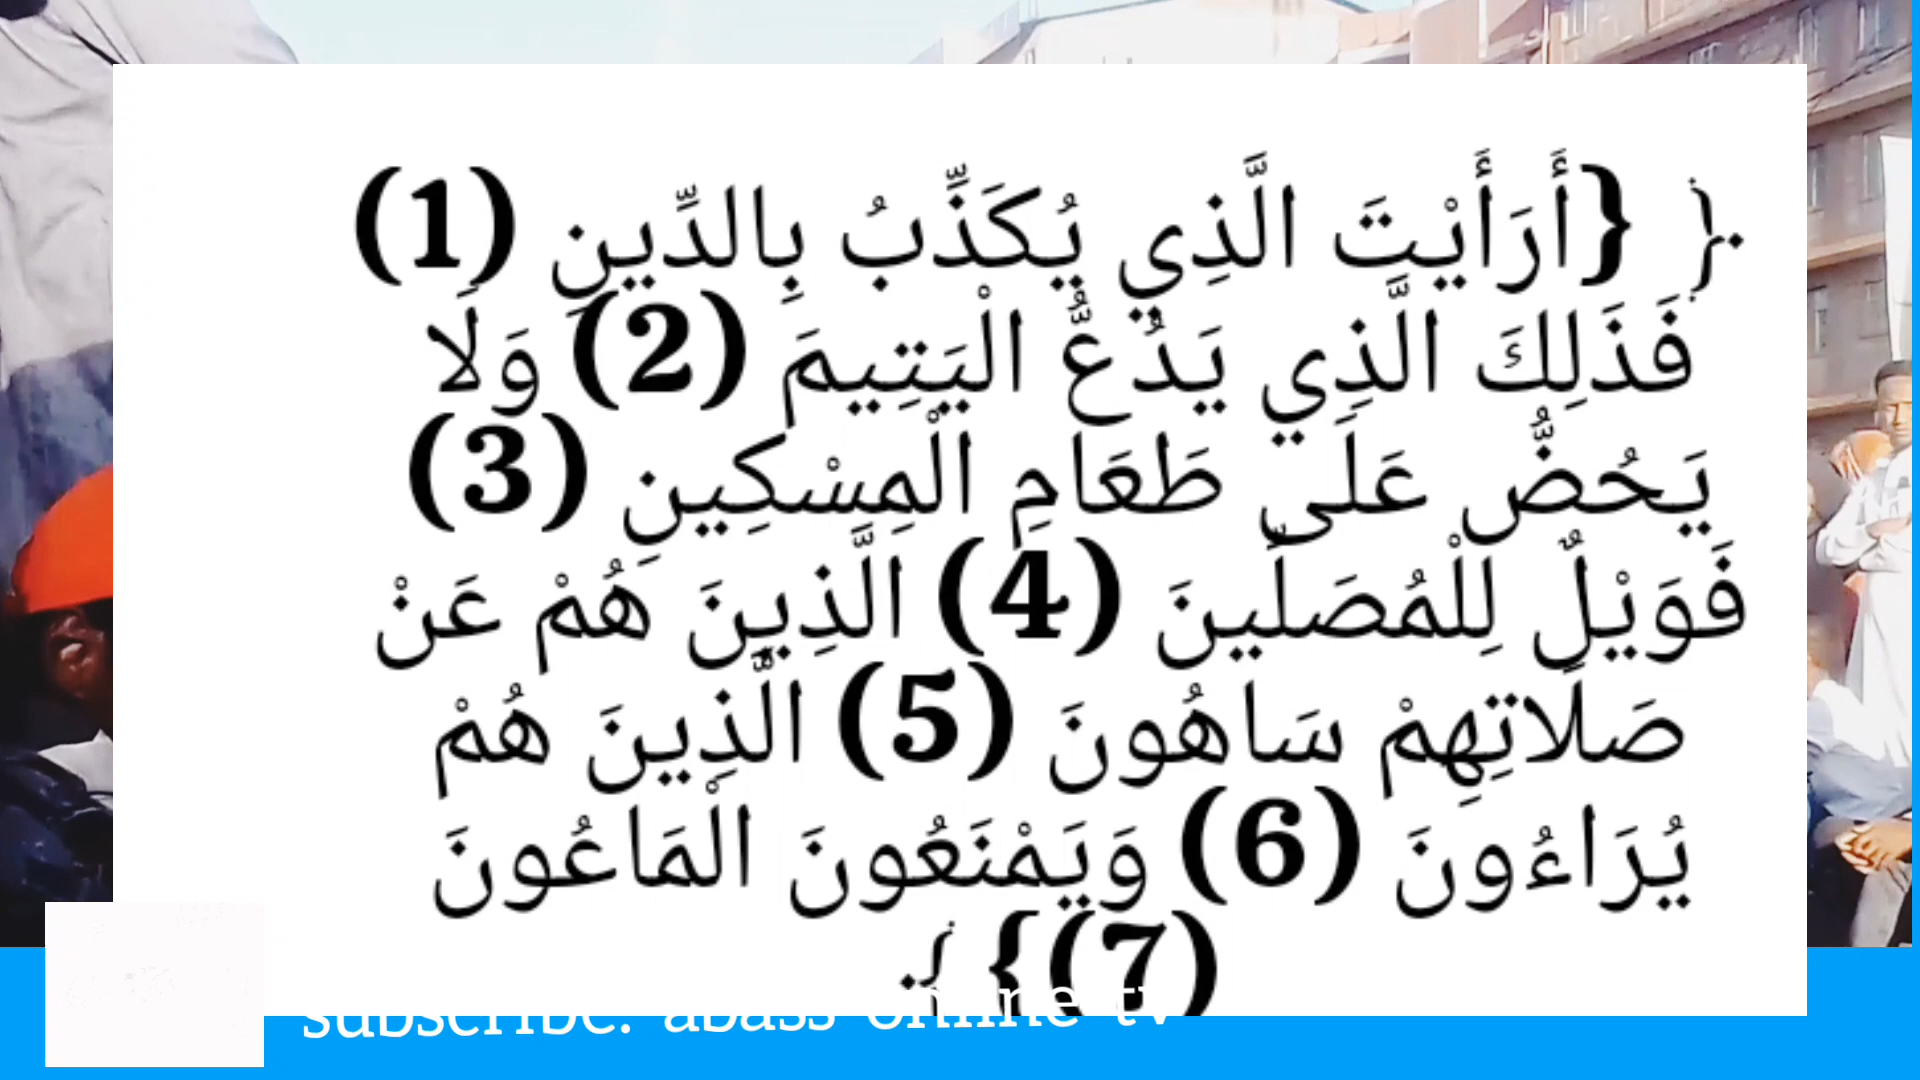 ﴿ {أَرَأَيْتَ الَّذِي يُكَذِّبُ بِالدِّينِ (1)
فَذَلِكَ الَّذِي يَدُعُّ الْيَتِيمَ (2) وَلَا
يَحُضُّ عَلَى طَعَامِ الْمِسْكِينِ (3)
فَوَيْلٌ لِلْمُصَلِّينَ (4) الَّذِينَ هُمْ عَنْ
صَلَاتِهِمْ سَاهُونَ (5) الَّذِينَ هُمْ
يُرَاءُونَ (6) وَيَمْنَعُونَ الْمَاعُونَ
(7)} ﴾
subscribe: abass online tv